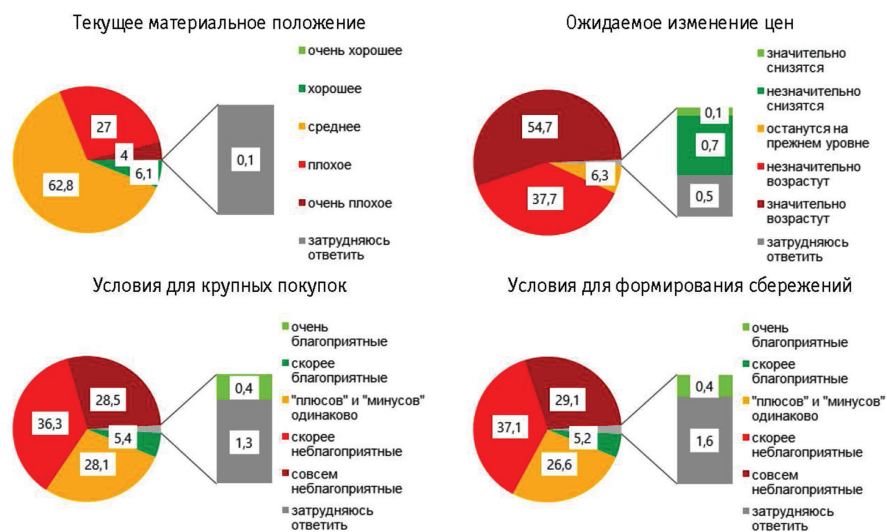 Текущее материальное положение
27
4
6,1
62,8
0,1
очень хорошее
хорошее
среднее
плохое
очень плохое
затрудняюсь
ответить
Ожидаемое изменение цен
54,7
6,3
37,7
0,1
0,7
0,5
значительно
снизятся
незначительно
снизятся
останутся на
прежнем уровне
незначительно
возрастут
значительно
возрастут
затрудняюсь
ответить
Условия для крупных покупок
28,5
36,3
5,4
28,1
0,4
1,3
очень
благоприятные
скорее
благоприятные
"плюсов" и "минусов"
одинаково
скорее
неблагоприятные
совсем
неблагоприятные
затрудняюсь
ответить
Условия для формирования сбережений
29,1
37,1
5,2
26,6
0,4
1,6
очень
благоприятные
скорее
благоприятные
"плюсов" и "минусов"
одинаково
скорее
неблагоприятные
совсем
неблагоприятные
затрудняюсь
ответить